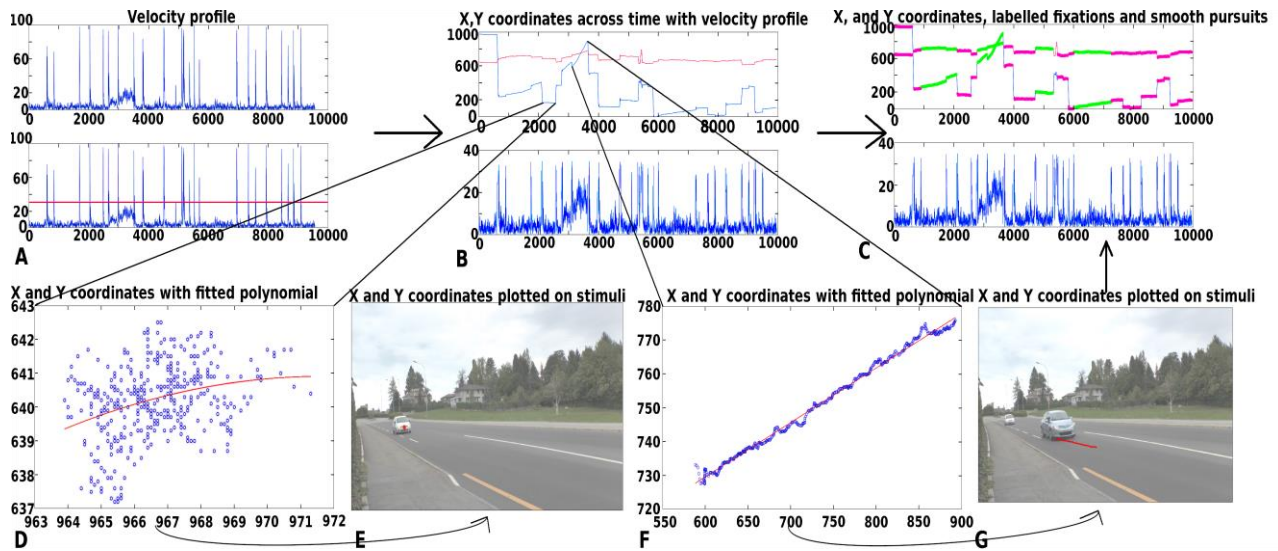 Velocity profile
X,Y coordinates across time with velocity profile
X, and Y coordinates, labelled fixations and smooth pursuits
100
80
60
40
20
0
0 2000 4000 6000 8000 10000
100
80
60
40
20
0
0 2000 4000 6000 8000 10000
A
1000
600
200
0
0 2000 4000 6000 8000 10000
40
20
0
0 2000 4000 6000 8000 10000
B
1000
800
600
400
200
0
0 2000 4000 6000 8000 10000
40
20
0
0 2000 4000 6000 8000 10000
C
X and Y coordinates with fitted polynomial
643
642
641
640
639
638
637
963 964 965 966 967 968 969 970 971 972
D
X and Y coordinates plotted on stimuli
E
X and Y coordinates with fitted polynomial
780
770
760
750
740
730
720
550 600 650 700 750 800 850 900
F
X and Y coordinates plotted on stimuli
G